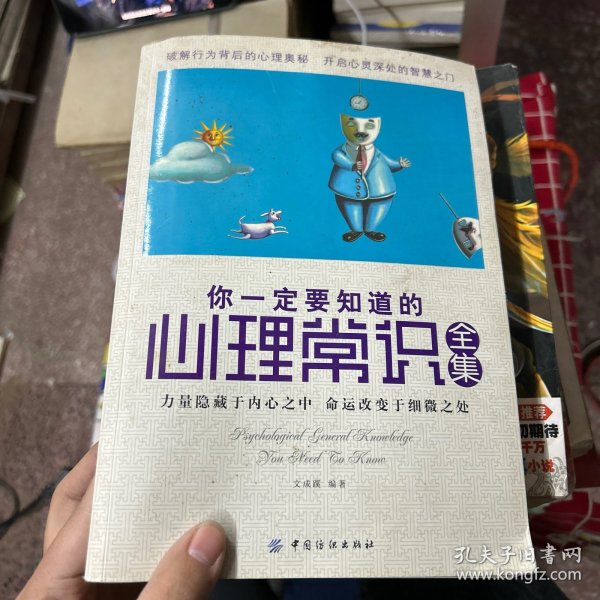 破解行为背后的心理奥秘 开启心灵深处的智慧之门
你一定要知道的
心理常识 全集
力量隐藏于内心之中 命运改变于细微之处
Psychological General Knowledge
You Need To Know
文成蹊 编著
中国纺织出版社
推荐
期待
千万
小说
孔夫子旧书网
www.kongfz.com